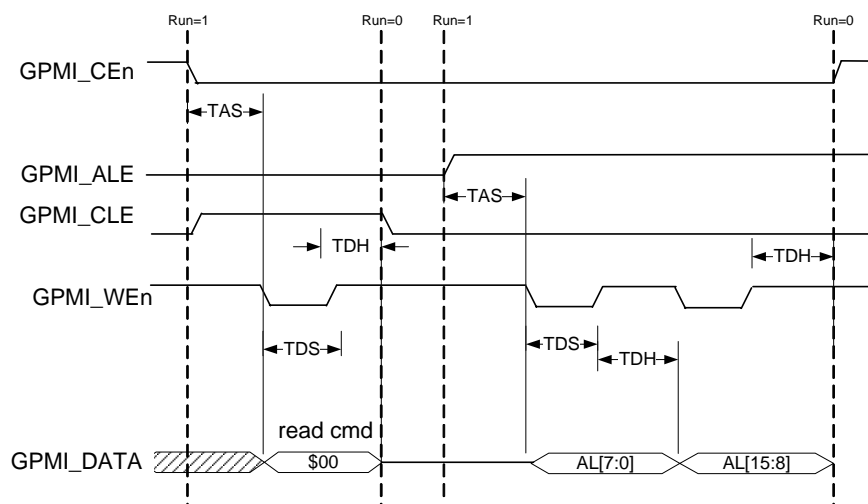 Run=1 Run=0 Run=1 Run=0
GPMI_CEn
TAS
GPMI_ALE
TAS
GPMI_CLE
TDH
TDH
GPMI_WEn
TDS TDS
TDH
read cmd
GPMI_DATA $00 AL[7:0] AL[15:8]